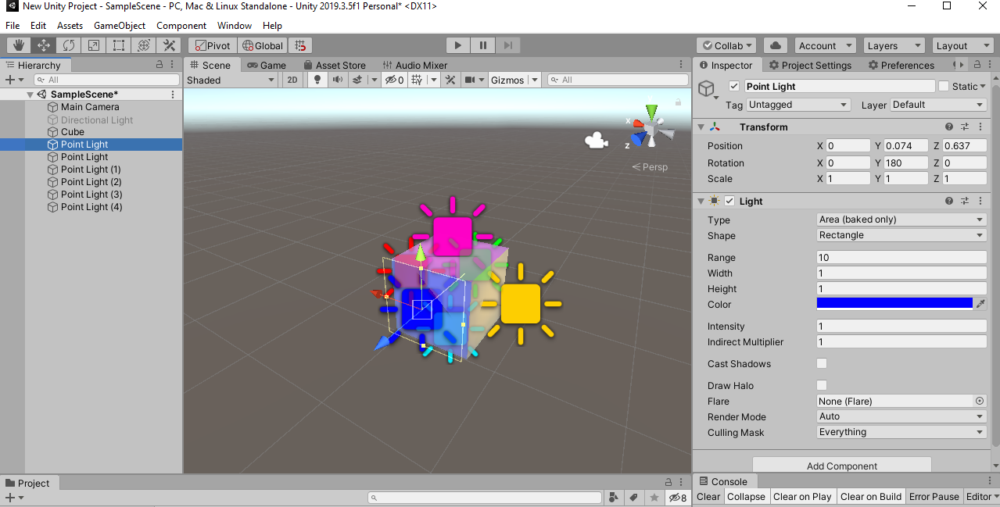 New Unity Project - SampleScene - PC, Mac & Linux Standalone - Unity 2019.3.5f1 Personal* <DX11>
File Edit Assets GameObject Component Window Help
Pivot Global Collab Account Layers Layout
Hierarchy
All
SampleScene*
Main Camera
Directional Light
Cube
Point Light
Point Light
Point Light (1)
Point Light (2)
Point Light (3)
Point Light (4)
Scene Game Asset Store Audio Mixer
Shaded 2D 0 Gizmos All
x
z
Persp
Inspector Project Settings Preferences
Point Light Static
Tag Untagged Layer Default
Transform
Position X 0 Y 0.074 Z 0.637
Rotation X 0 Y 180 Z 0
Scale X 1 Y 1 Z 1
Light
Type Area (baked only)
Shape Rectangle
Range 10
Width 1
Height 1
Color
Intensity 1
Indirect Multiplier 1
Cast Shadows
Draw Halo
Flare None (Flare)
Render Mode Auto
Culling Mask Everything
Add Component
Project
8
Console
Clear Collapse Clear on Play Clear on Build Error Pause Editor